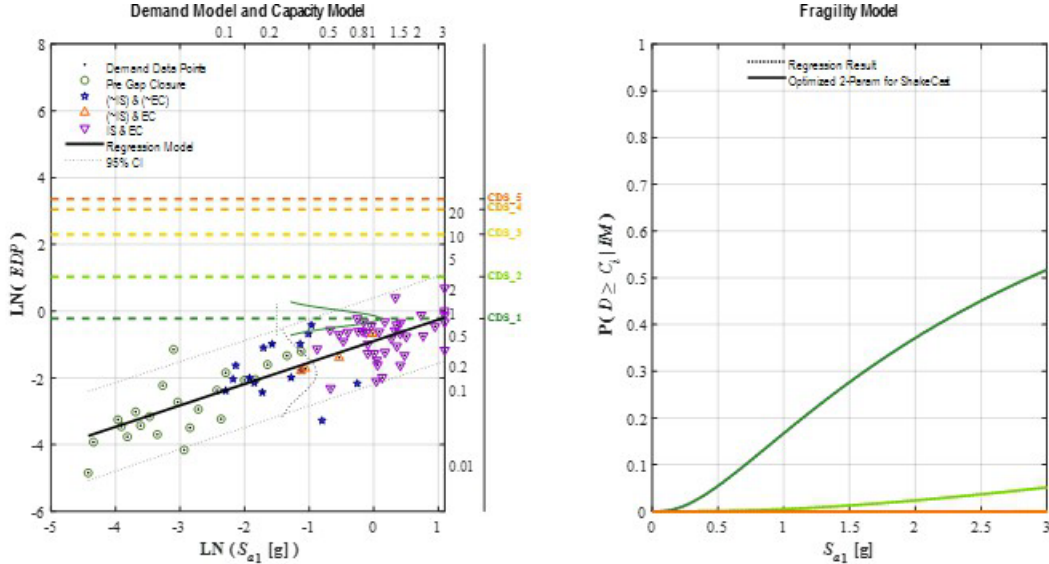 Demand Model and Capacity Model
0.1 0.2 0.5 0.81 1.5 2 3
8
6
4
2
0
-2
-4
-6
LN( EDP)
Demand Data Points
Pre Gap Closure
(~IS) & (~EC)
(~IS) & EC
IS & EC
Regression Model
95% CI
20
10
5
2
1
0.5
0.2
0.1
0.01
CDS_5
CDS_4
CDS_3
CDS_2
CDS_1
-5 -4 -3 -2 -1 0 1
LN (Sa1 [g])
Fragility Model
1
0.9
0.8
0.7
0.6
0.5
0.4
0.3
0.2
0.1
0
P( D ≥ Ci | IM)
Regression Result
Optimized 2-Param for ShakeCast
0 0.5 1 1.5 2 2.5 3
Sa1 [g]